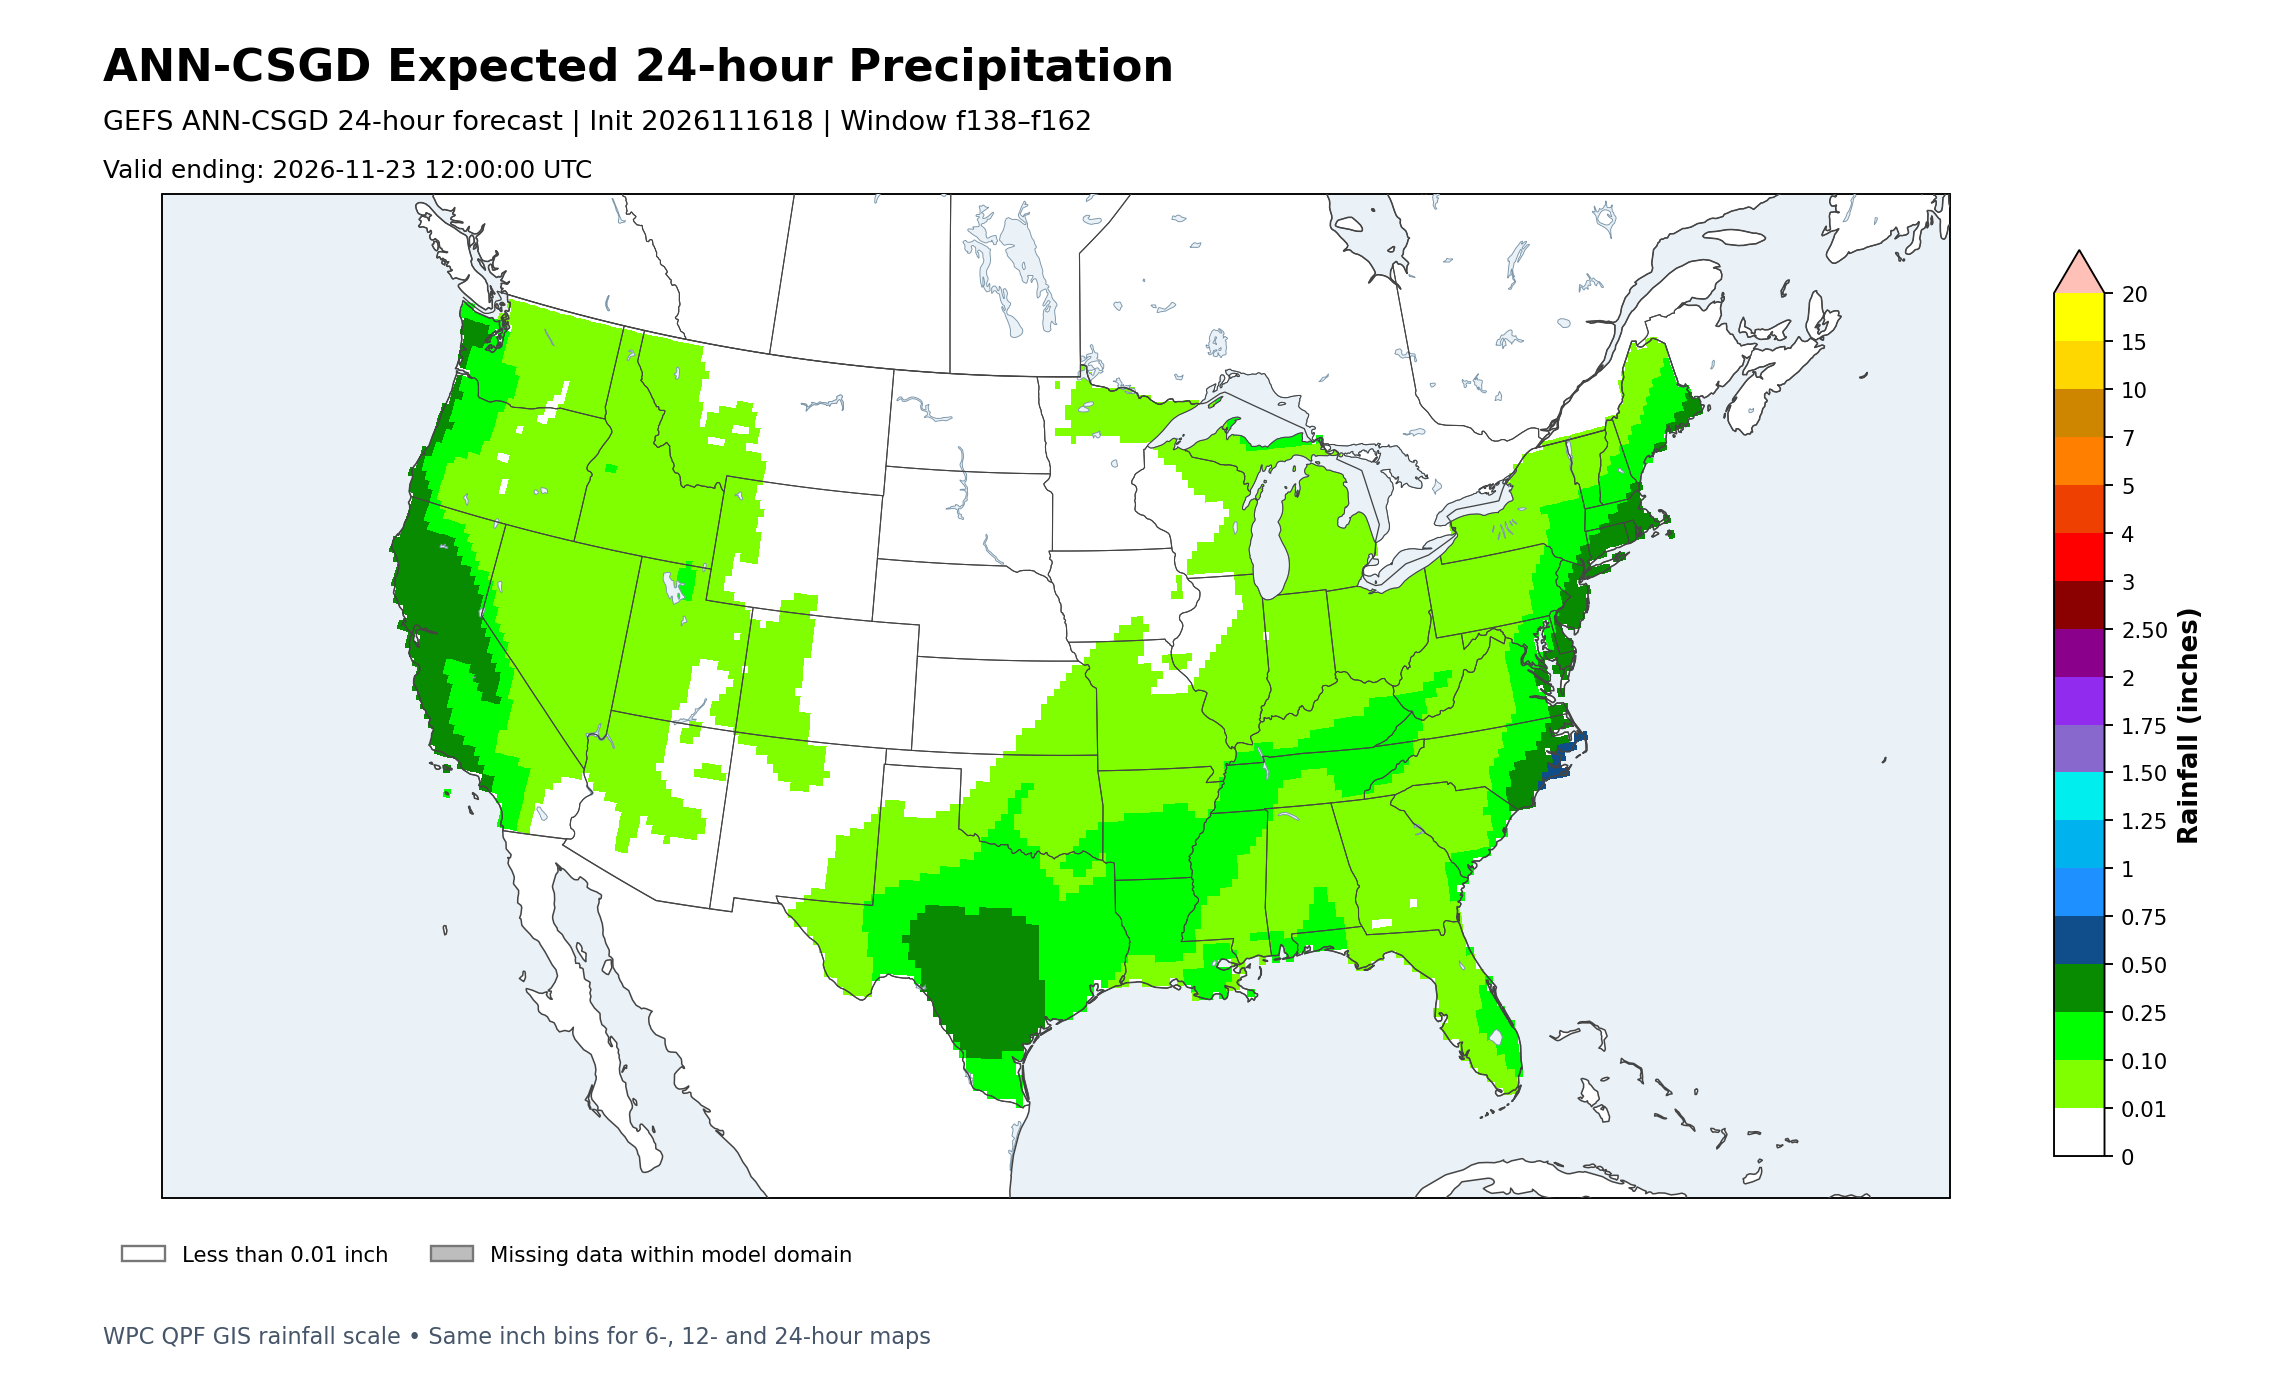 ANN-CSGD Expected 24-hour Precipitation
GEFS ANN-CSGD 24-hour forecast | Init 2026111618 | Window f138–f162
Valid ending: 2026-11-23 12:00:00 UTC
20
15
10
7
5
4
3
2.50
2
1.75
1.50
1.25
1
0.75
0.50
0.25
0.10
0.01
0
Rainfall (inches)
Less than 0.01 inch
Missing data within model domain
WPC QPF GIS rainfall scale • Same inch bins for 6-, 12- and 24-hour maps